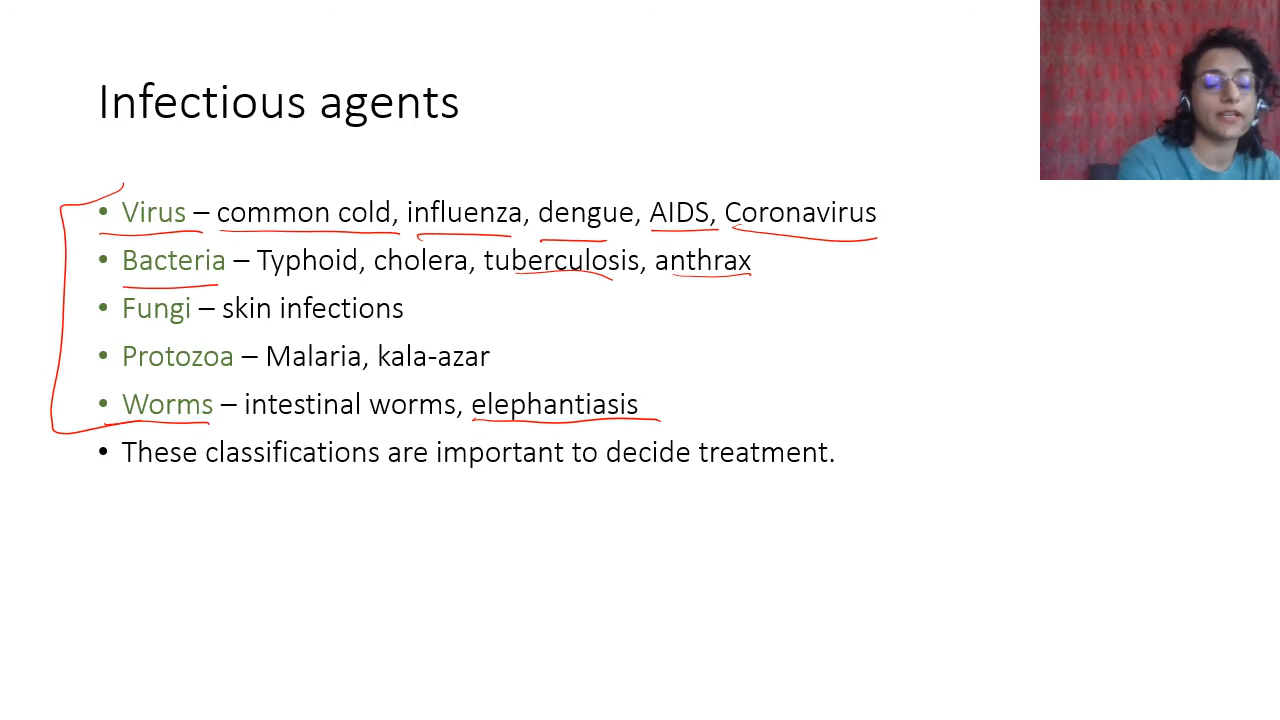 Infectious agents
• Virus – common cold, influenza, dengue, AIDS, Coronavirus
• Bacteria – Typhoid, cholera, tuberculosis, anthrax
• Fungi – skin infections
• Protozoa – Malaria, kala-azar
• Worms – intestinal worms, elephantiasis
• These classifications are important to decide treatment.